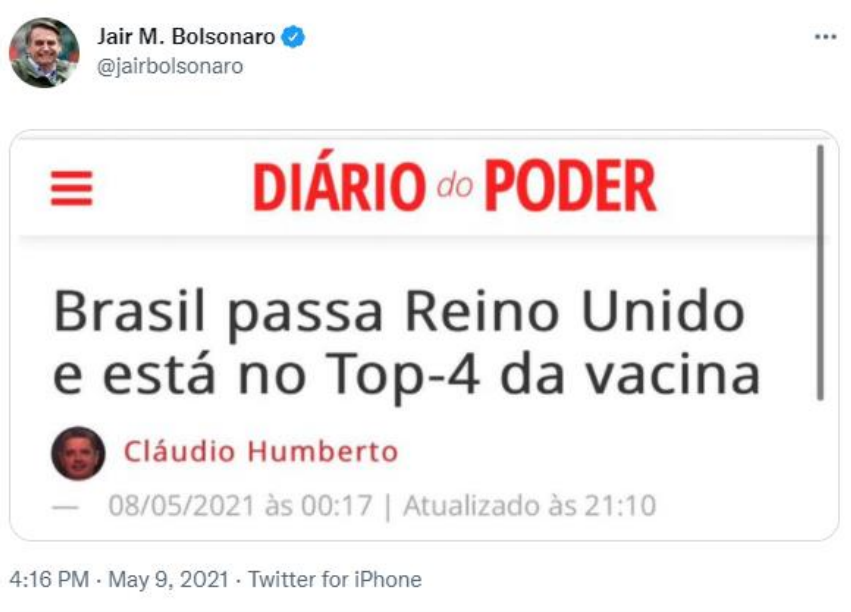 Jair M. Bolsonaro
@jairbolsonaro
DIÁRIO do PODER
Brasil passa Reino Unido
e está no Top-4 da vacina
Cláudio Humberto
— 08/05/2021 às 00:17 | Atualizado às 21:10
4:16 PM · May 9, 2021 · Twitter for iPhone